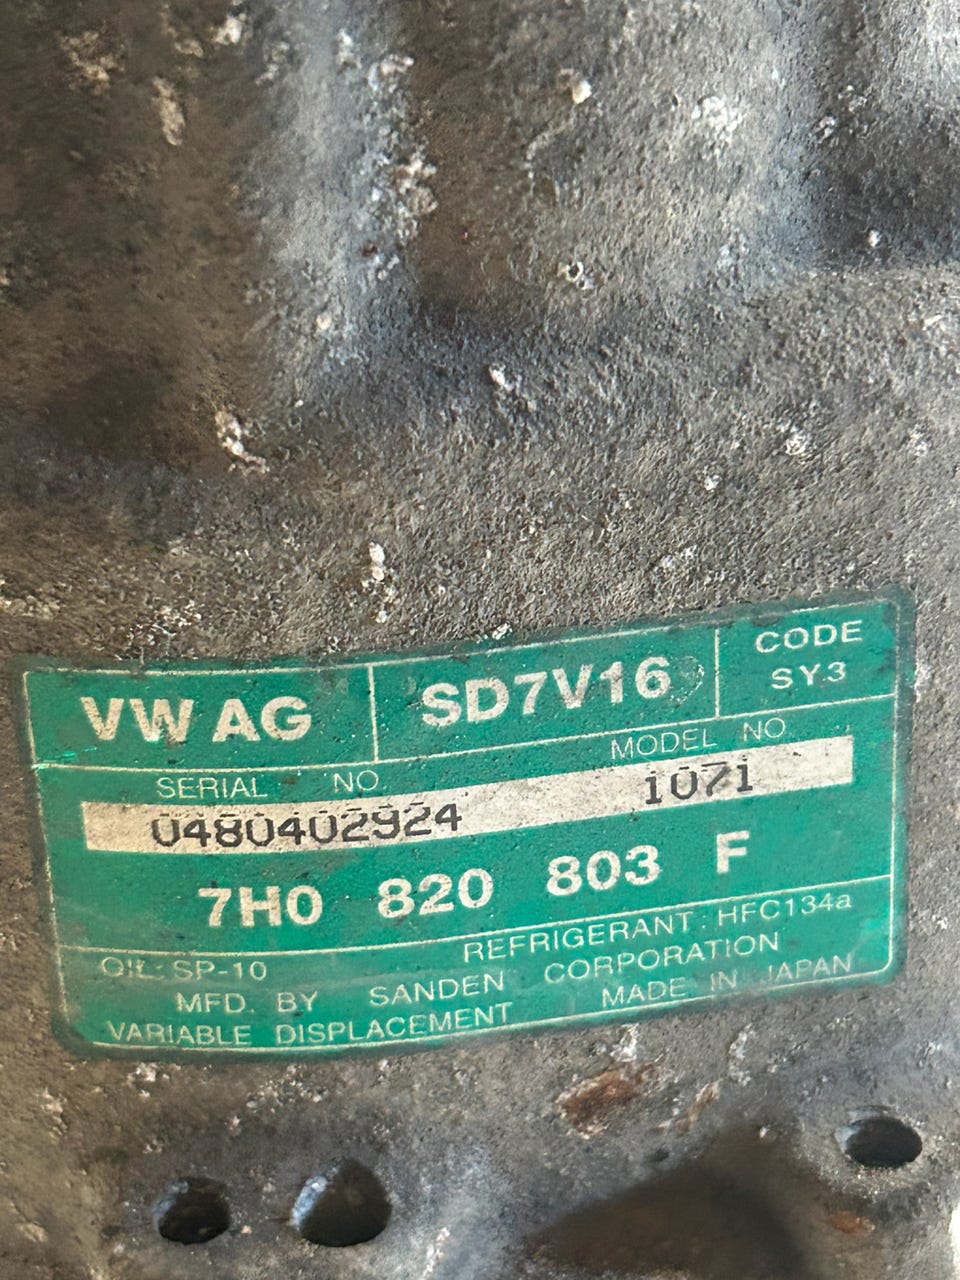 VW AG SD7V16 CODE
SY3
SERIAL NO. MODEL NO
0480402924 1071
7H0 820 803 F
OIL: SP-10 REFRIGERANT: HFC134a
MFD. BY SANDEN CORPORATION
VARIABLE DISPLACEMENT MADE IN JAPAN